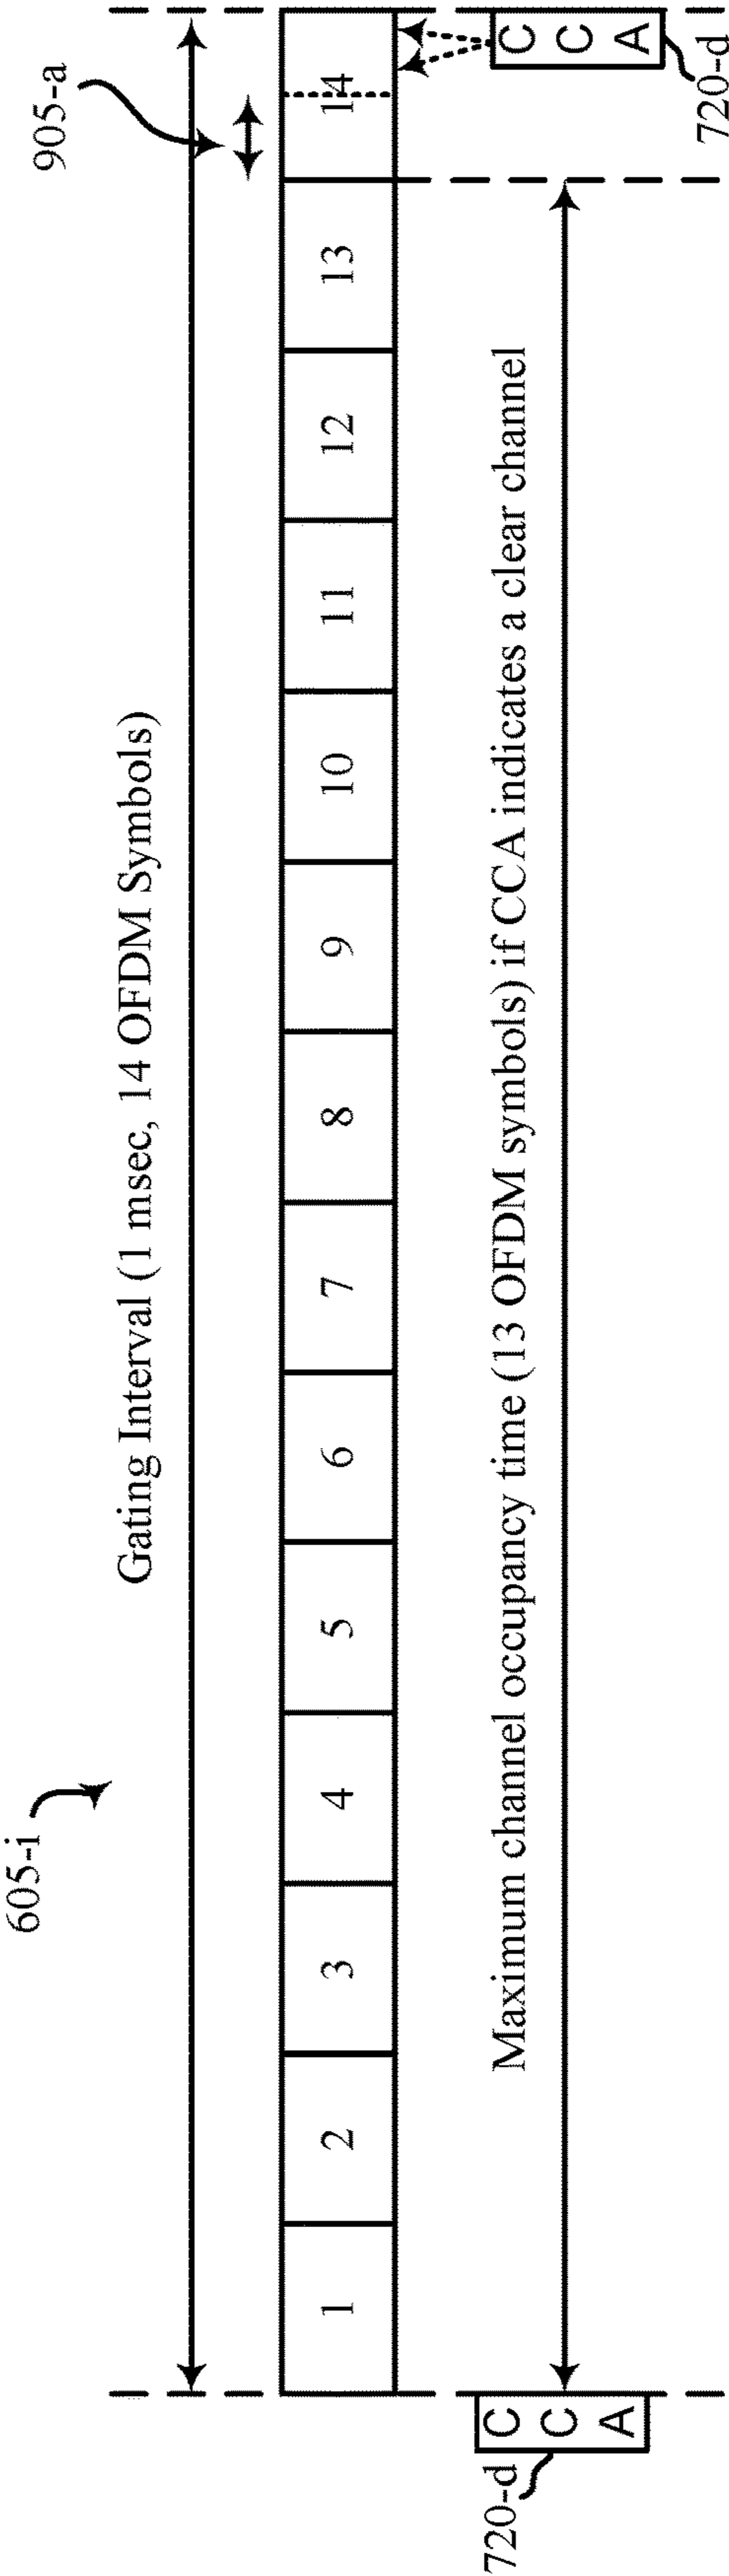 605-i
Gating Interval (1 msec, 14 OFDM Symbols)
905-a
1 2 3 4 5 6 7 8 9 10 11 12 13 14
Maximum channel occupancy time (13 OFDM symbols) if CCA indicates a clear channel
CCA
720-d
CCA
720-d